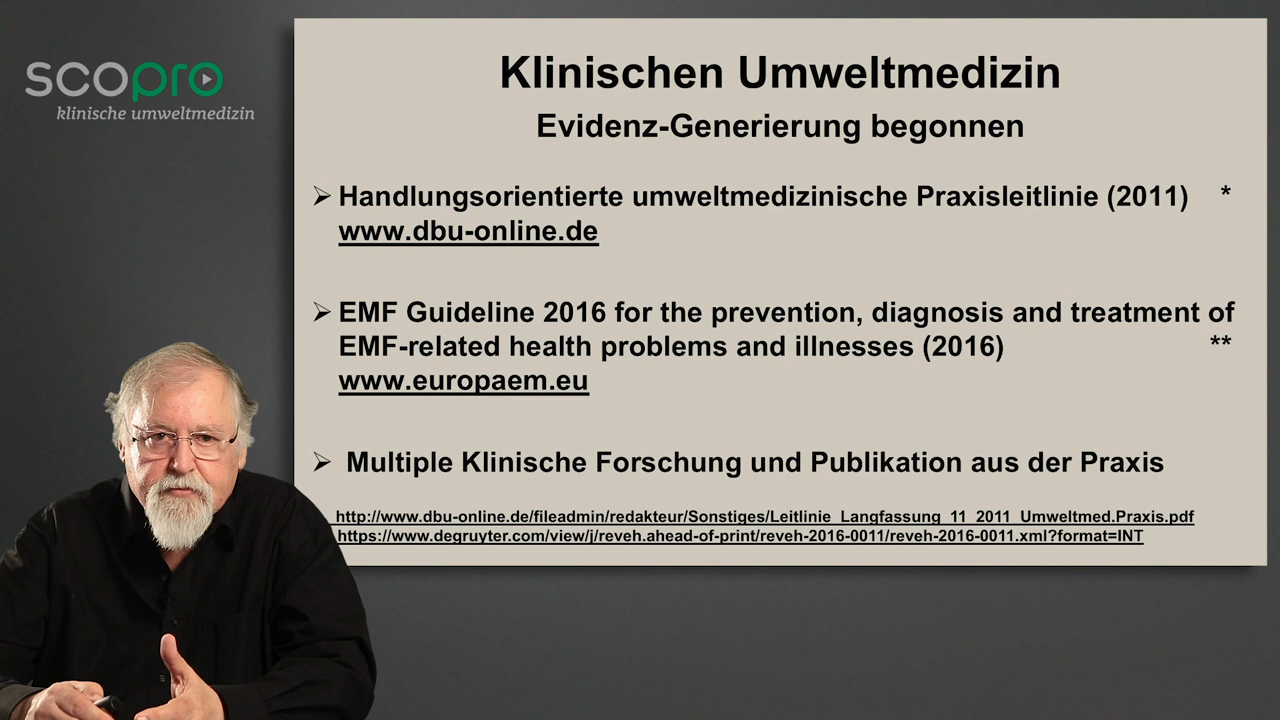 scopro
klinische umweltmedizin
Klinischen Umweltmedizin
Evidenz-Generierung begonnen
Handlungsorientierte umweltmedizinische Praxisleitlinie (2011) *
www.dbu-online.de
EMF Guideline 2016 for the prevention, diagnosis and treatment of
EMF-related health problems and illnesses (2016) **
www.europaem.eu
Multiple Klinische Forschung und Publikation aus der Praxis
http://www.dbu-online.de/fileadmin/redakteur/Sonstiges/Leitlinie_Langfassung_11_2011_Umweltmed.Praxis.pdf
https://www.degruyter.com/view/j/reveh.ahead-of-print/reveh-2016-0011/reveh-2016-0011.xml?format=INT